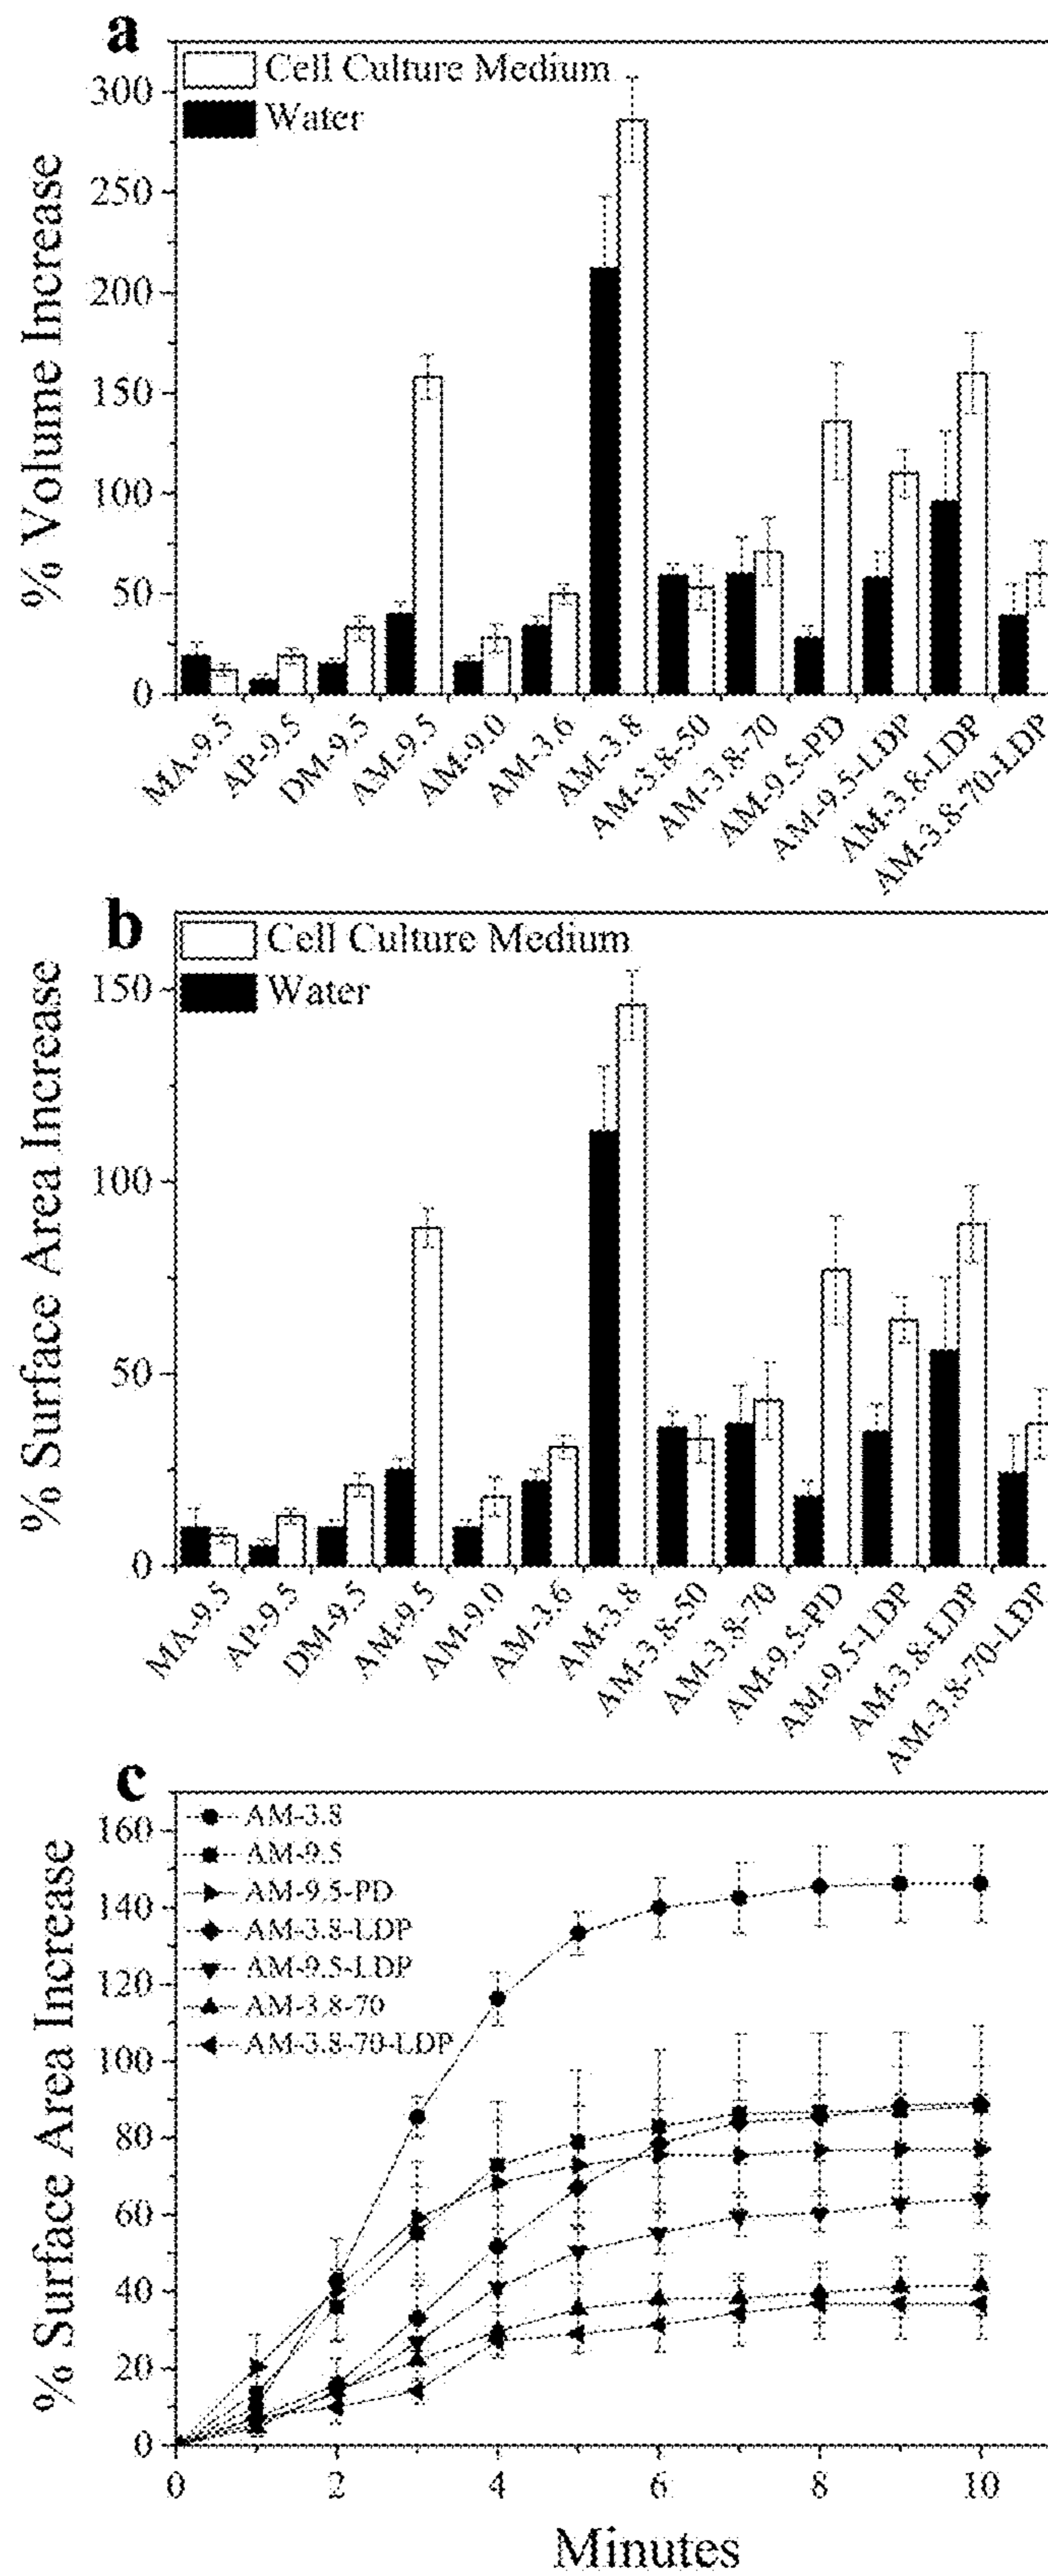 a
Cell Culture Medium
Water
% Volume Increase
300
250
200
150
100
50
0
MA-9.5
AP-9.5
DM-9.5
AM-9.5
AM-9.0
AM-3.6
AM-3.8
AM-3.8-50
AM-3.8-70
AM-9.5-PD
AM-9.5-LDP
AM-3.8-LDP
AM-3.8-70-LDP
b
Cell Culture Medium
Water
% Surface Area Increase
150
100
50
0
MA-9.5
AP-9.5
DM-9.5
AM-9.5
AM-9.0
AM-3.6
AM-3.8
AM-3.8-50
AM-3.8-70
AM-9.5-PD
AM-9.5-LDP
AM-3.8-LDP
AM-3.8-70-LDP
c
AM-3.8
AM-9.5
AM-9.5-PD
AM-3.8-LDP
AM-9.5-LDP
AM-3.8-70
AM-3.8-70-LDP
% Surface Area Increase
160
140
120
100
80
60
40
20
0
0 2 4 6 8 10
Minutes